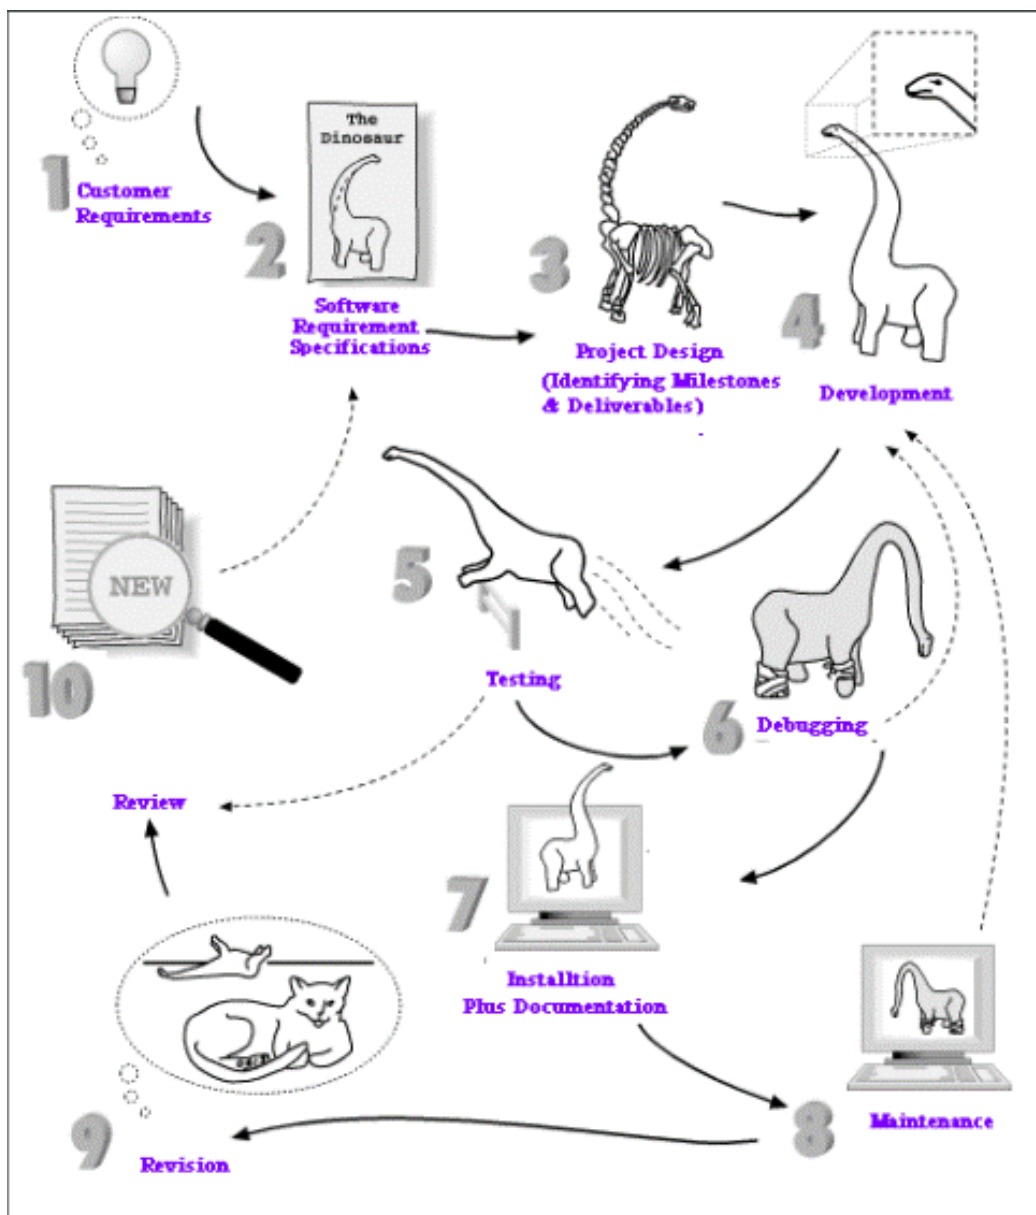 1
Customer
Requirements
The
Dinosaur
2
Software
Requirement
Specifications
3
Project Design
(Identifying Milestones
& Deliverables)
4
Development
5
Testing
6
Debugging
7
Installtion
Plus Documentation
8
Maintenance
9
Revision
NEW
10
Review